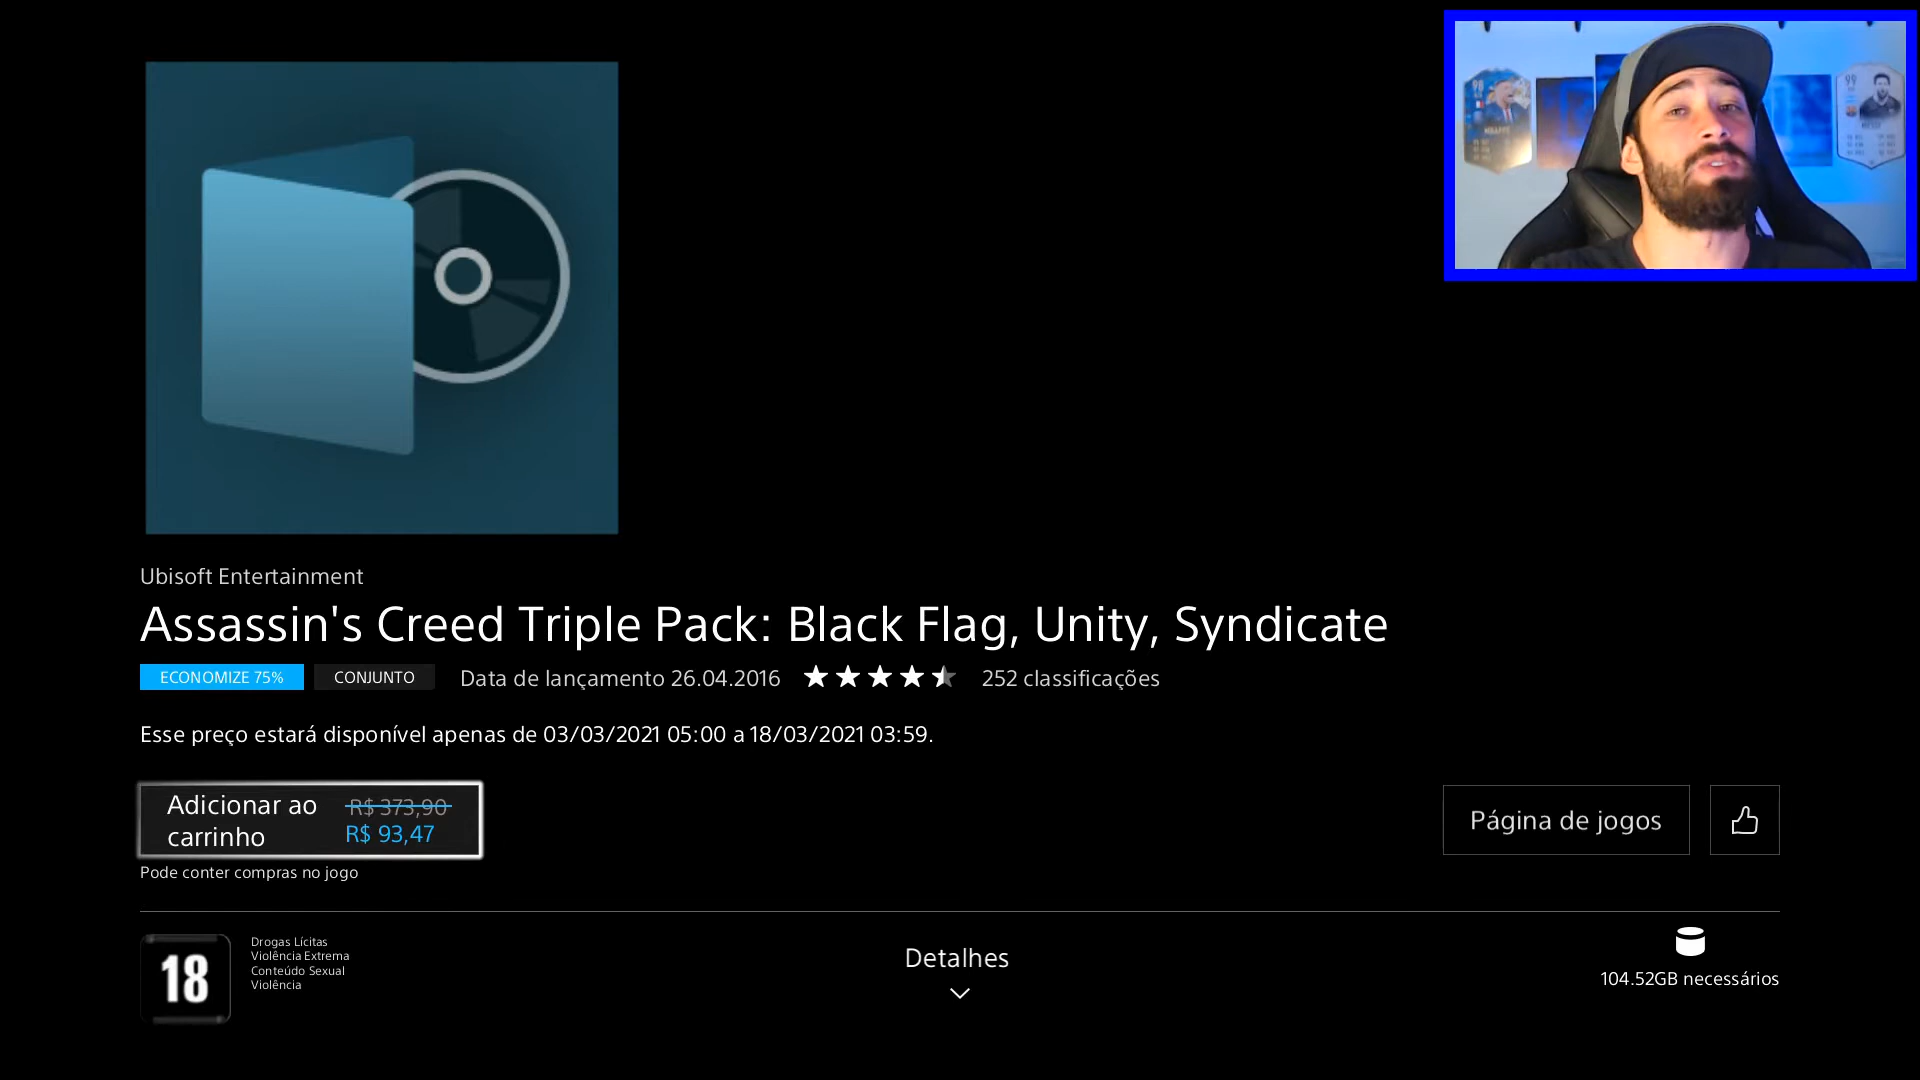 98
99
Ubisoft Entertainment
Assassin's Creed Triple Pack: Black Flag, Unity, Syndicate
ECONOMIZE 75%
CONJUNTO
Data de lançamento 26.04.2016
252 classificações
Esse preço estará disponível apenas de 03/03/2021 05:00 a 18/03/2021 03:59.
Adicionar ao
carrinho
R$ 373,90
R$ 93,47
Página de jogos
Pode conter compras no jogo
18
Drogas Lícitas
Violência Extrema
Conteúdo Sexual
Violência
Detalhes
104.52GB necessários